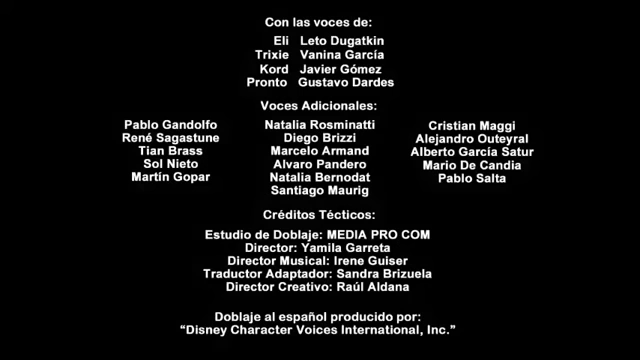 Con las voces de:
Eli Leto Dugatkin
Trixie Vanina García
Kord Javier Gómez
Pronto Gustavo Dardes
Voces Adicionales:
Pablo Gandolfo
René Sagastune
Tian Brass
Sol Nieto
Martín Gopar
Natalia Rosminatti
Diego Brizzi
Marcelo Armand
Alvaro Pandero
Natalia Bernodat
Santiago Maurig
Cristian Maggi
Alejandro Outeyral
Alberto García Satur
Mario De Candia
Pablo Salta
Créditos Técticos:
Estudio de Doblaje: MEDIA PRO COM
Director: Yamila Garreta
Director Musical: Irene Guiser
Traductor Adaptador: Sandra Brizuela
Director Creativo: Raúl Aldana
Doblaje al español producido por:
“Disney Character Voices International, Inc.”